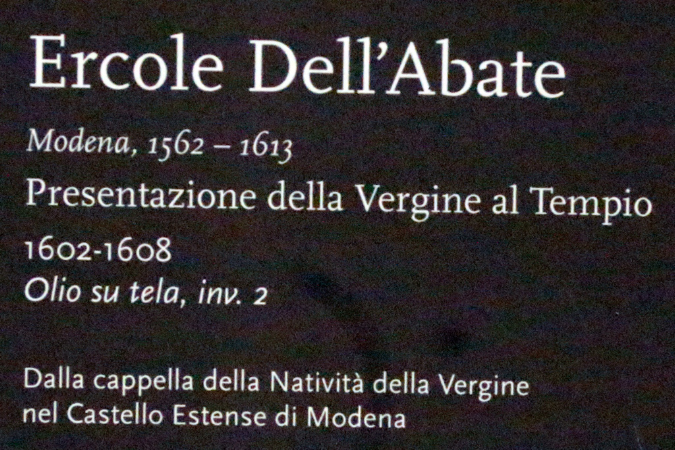 Ercole Dell’Abate
Modena, 1562 – 1613
Presentazione della Vergine al Tempio
1602-1608
Olio su tela, inv. 2
Dalla cappella della Natività della Vergine
nel Castello Estense di Modena